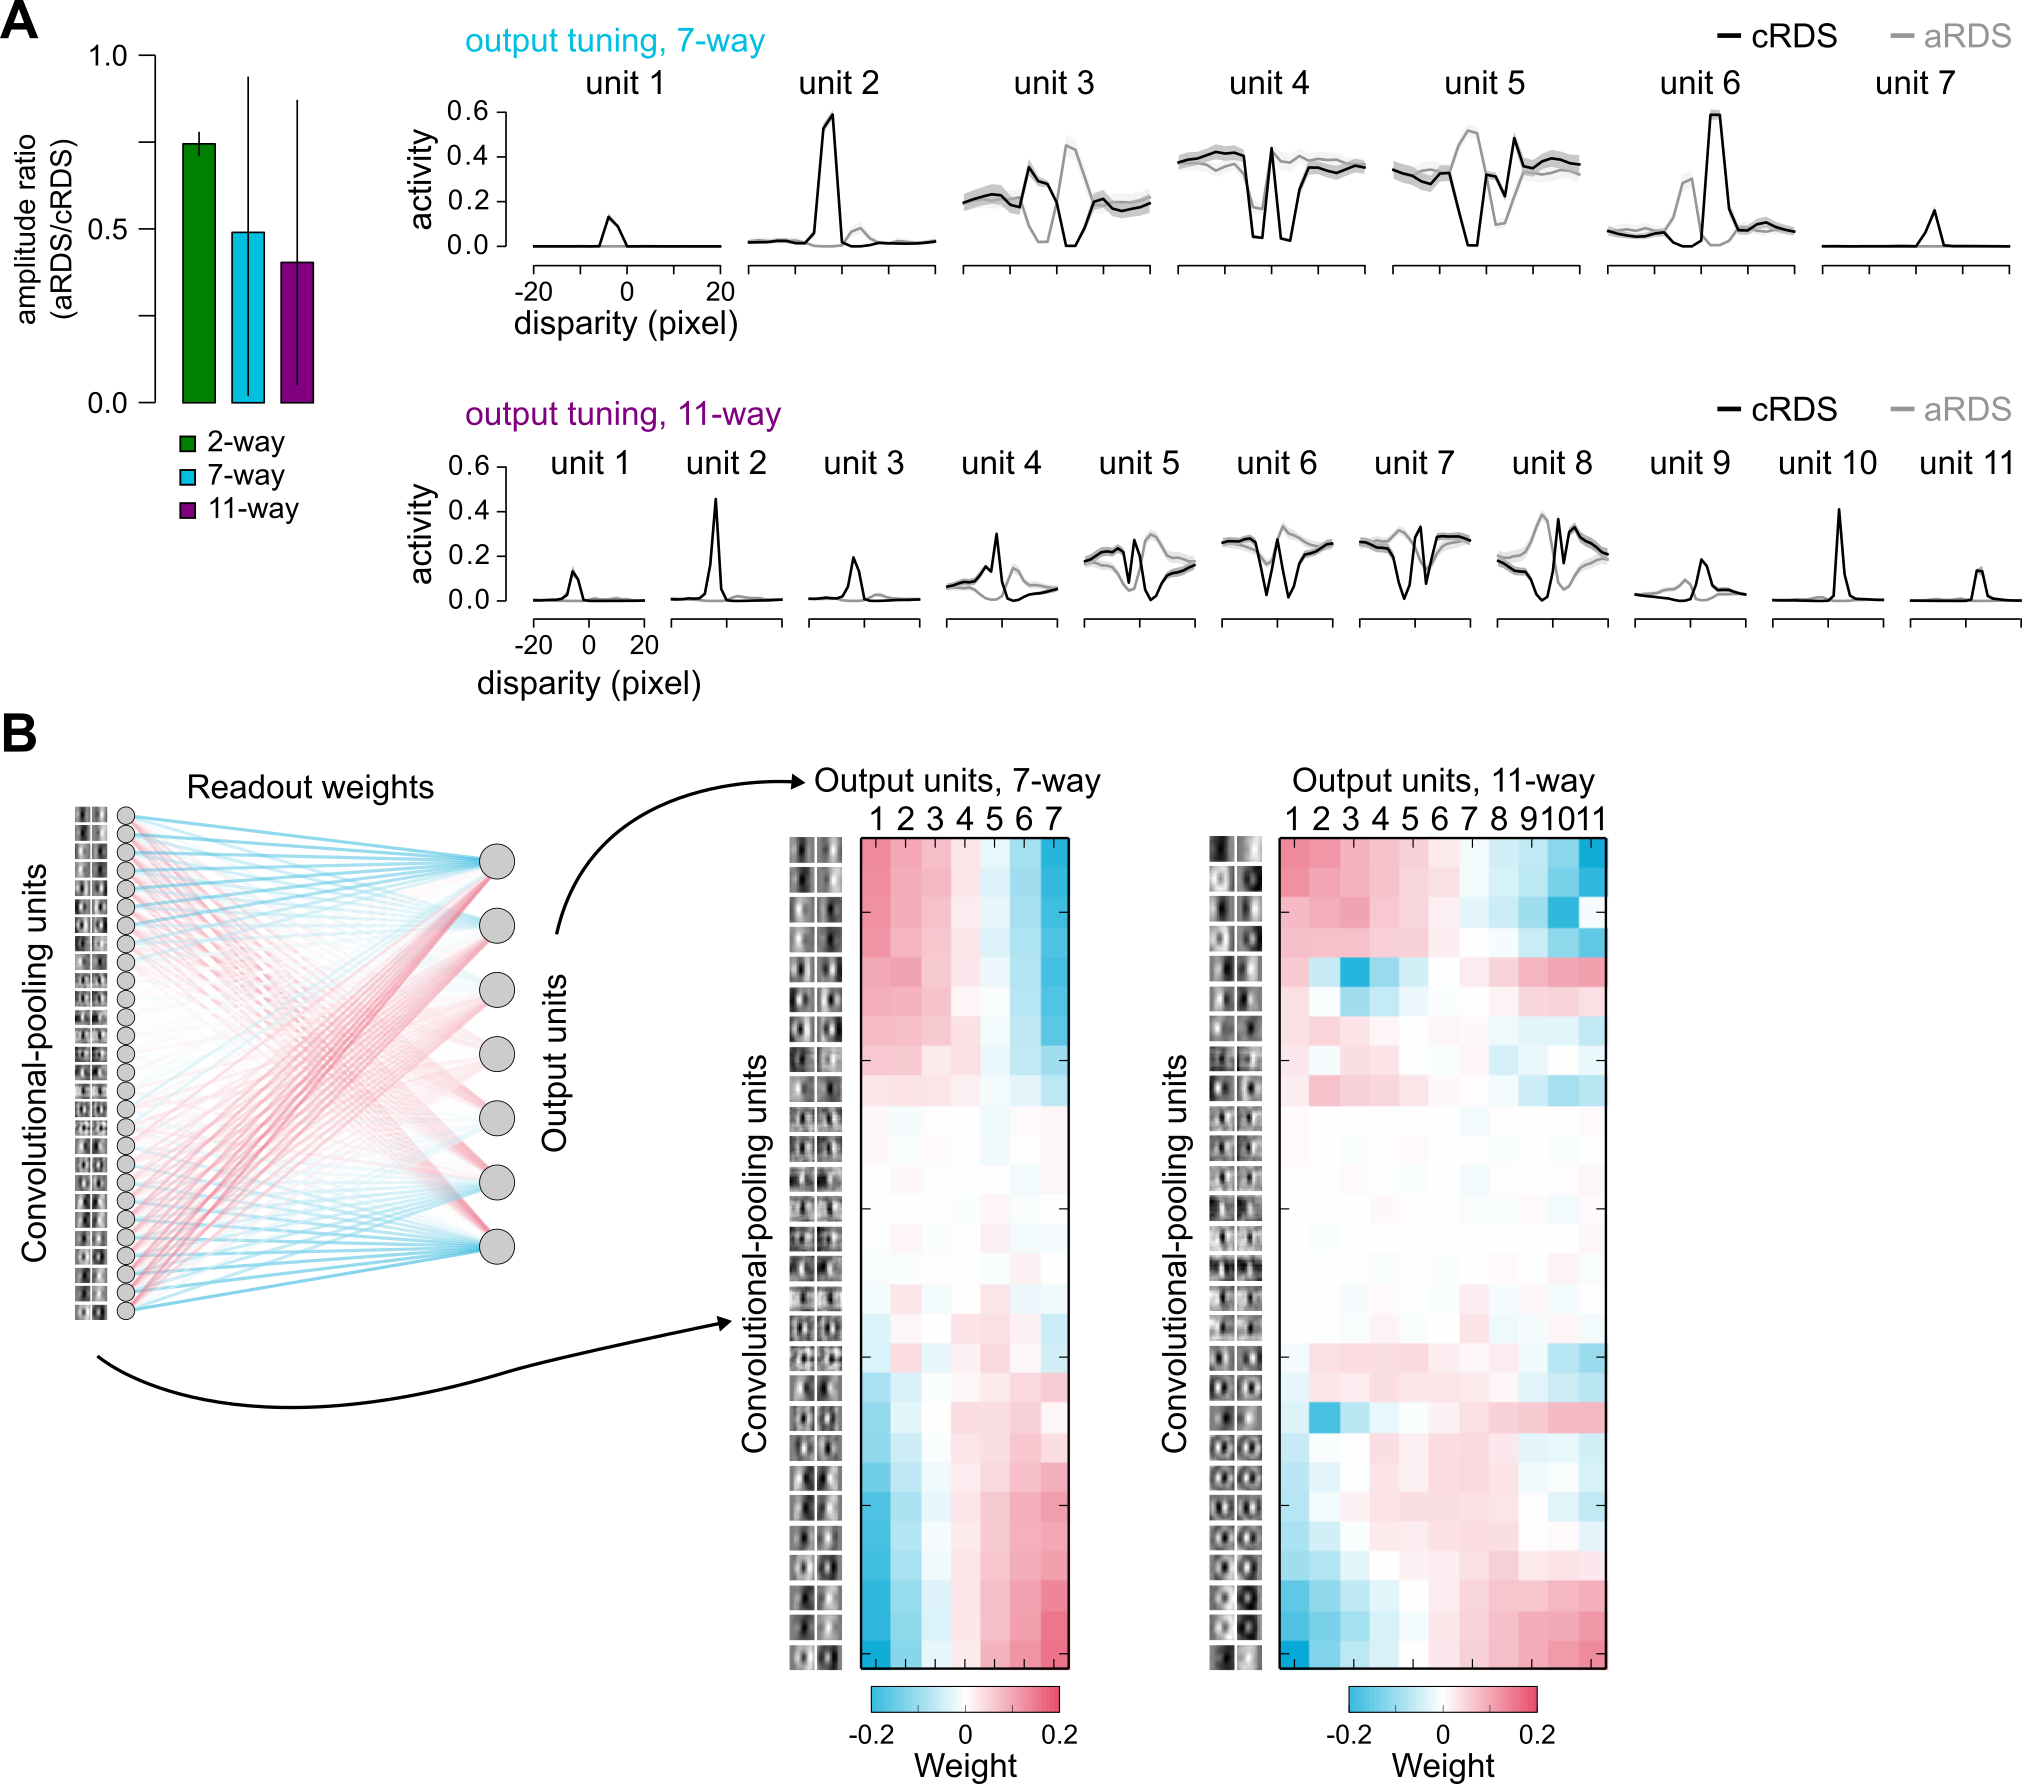 A
amplitude ratio
(aRDS/cRDS)
1.0
0.5
0.0
2-way
7-way
11-way
output tuning, 7-way
cRDS
aRDS
unit 1
unit 2
unit 3
unit 4
unit 5
unit 6
unit 7
activity
0.6
0.4
0.2
0.0
-20 0 20
disparity (pixel)
output tuning, 11-way
cRDS
aRDS
unit 1
unit 2
unit 3
unit 4
unit 5
unit 6
unit 7
unit 8
unit 9
unit 10
unit 11
activity
0.6
0.4
0.2
0.0
-20 0 20
disparity (pixel)
B
Readout weights
Convolutional-pooling units
Output units
Output units, 7-way
1 2 3 4 5 6 7
Convolutional-pooling units
-0.2 0 0.2
Weight
Output units, 11-way
1 2 3 4 5 6 7 8 9 10 11
Convolutional-pooling units
-0.2 0 0.2
Weight